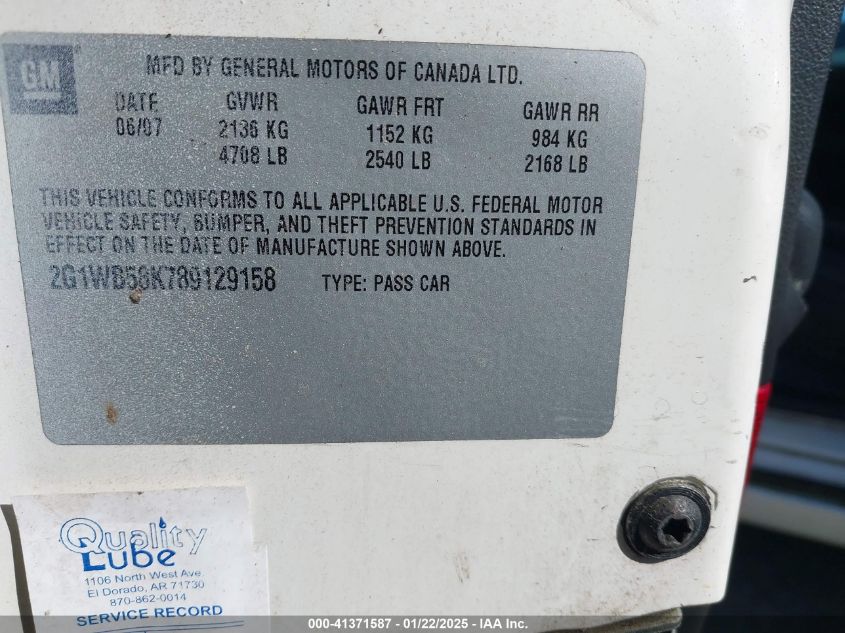 GM
MFD BY GENERAL MOTORS OF CANADA LTD.
DATE GVWR GAWR FRT GAWR RR
06/07 2136 KG 1152 KG 984 KG
4708 LB 2540 LB 2168 LB
THIS VEHICLE CONFORMS TO ALL APPLICABLE U.S. FEDERAL MOTOR
VEHICLE SAFETY, BUMPER, AND THEFT PREVENTION STANDARDS IN
EFFECT ON THE DATE OF MANUFACTURE SHOWN ABOVE.
2G1WB58K789129158 TYPE: PASS CAR
Quality
Lube
1106 North West Ave
El Dorado, AR 71730
870-862-0014
SERVICE RECORD
000-41371587 - 01/22/2025 - IAA Inc.